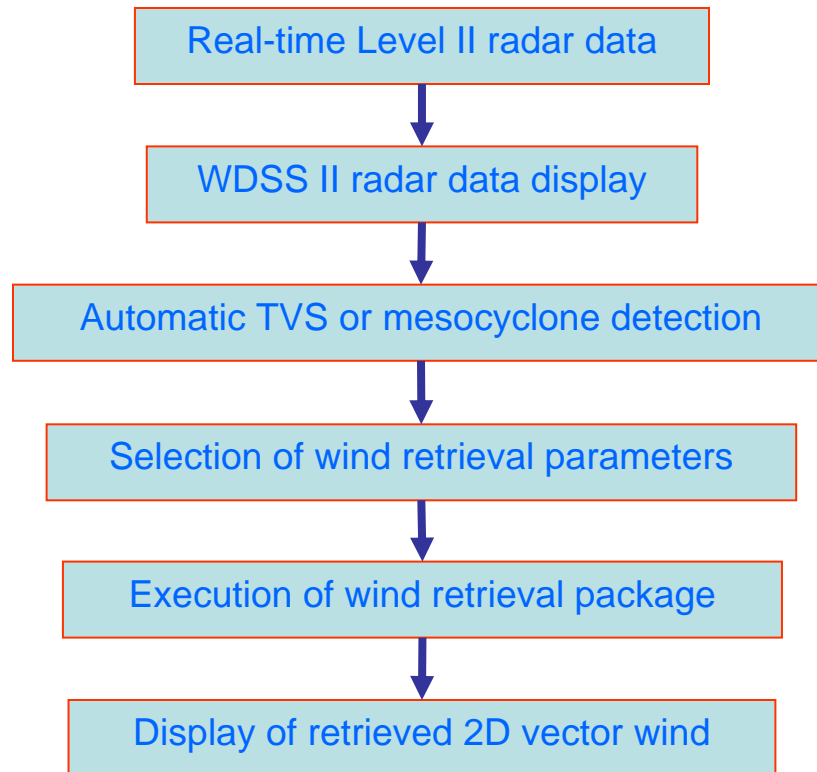 Real-time Level II radar data
WDSS II radar data display
Automatic TVS or mesocyclone detection
Selection of wind retrieval parameters
Execution of wind retrieval package
Display of retrieved 2D vector wind